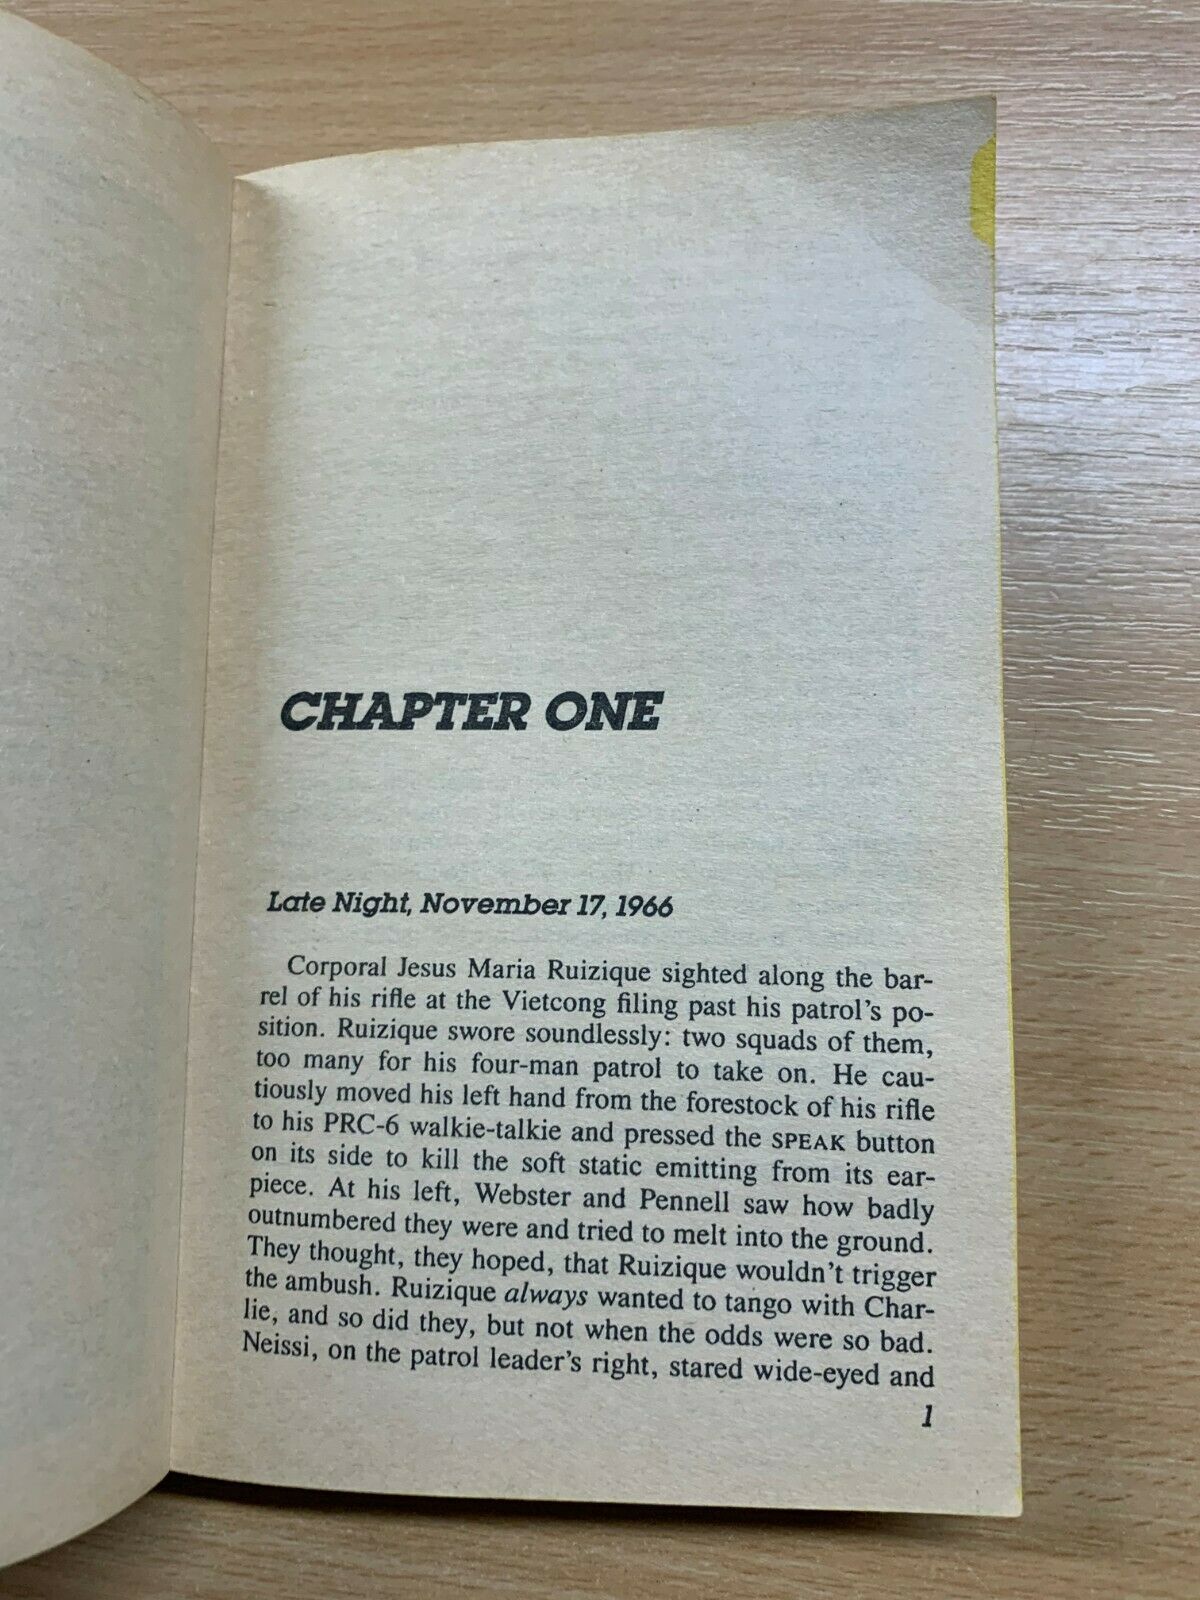 CHAPTER ONE
Late Night, November 17, 1966
Corporal Jesus Maria Ruizique sighted along the bar-
rel of his rifle at the Vietcong filing past his patrol's po-
sition. Ruizique swore soundlessly: two squads of them,
too many for his four-man patrol to take on. He cau-
tiously moved his left hand from the forestock of his rifle
to his PRC-6 walkie-talkie and pressed the SPEAK button
on its side to kill the soft static emitting from its ear-
piece. At his left, Webster and Pennell saw how badly
outnumbered they were and tried to melt into the ground.
They thought, they hoped, that Ruizique wouldn't trigger
the ambush. Ruizique always wanted to tango with Char-
lie, and so did they, but not when the odds were so bad.
Neissi, on the patrol leader's right, stared wide-eyed and
1